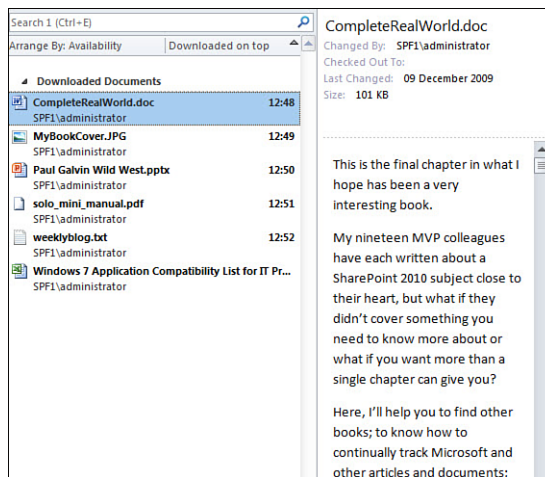 Search 1 (Ctrl+E)
Arrange By: Availability
Downloaded on top
Downloaded Documents
CompleteRealWorld.doc 12:48
SPF1\administrator
MyBookCover.JPG 12:49
SPF1\administrator
Paul Galvin Wild West.pptx 12:50
SPF1\administrator
solo_mini_manual.pdf 12:51
SPF1\administrator
weeklyblog.txt 12:52
SPF1\administrator
Windows 7 Application Compatibility List for IT Pr...
SPF1\administrator
CompleteRealWorld.doc
Changed By: SPF1\administrator
Checked Out To:
Last Changed: 09 December 2009
Size: 101 KB
This is the final chapter in what I
hope has been a very
interesting book.
My nineteen MVP colleagues
have each written about a
SharePoint 2010 subject close to
their heart, but what if they
didn't cover something you
need to know more about or
what if you want more than a
single chapter can give you?
Here, I'll help you to find other
books; to know how to
continually track Microsoft and
other articles and documents;